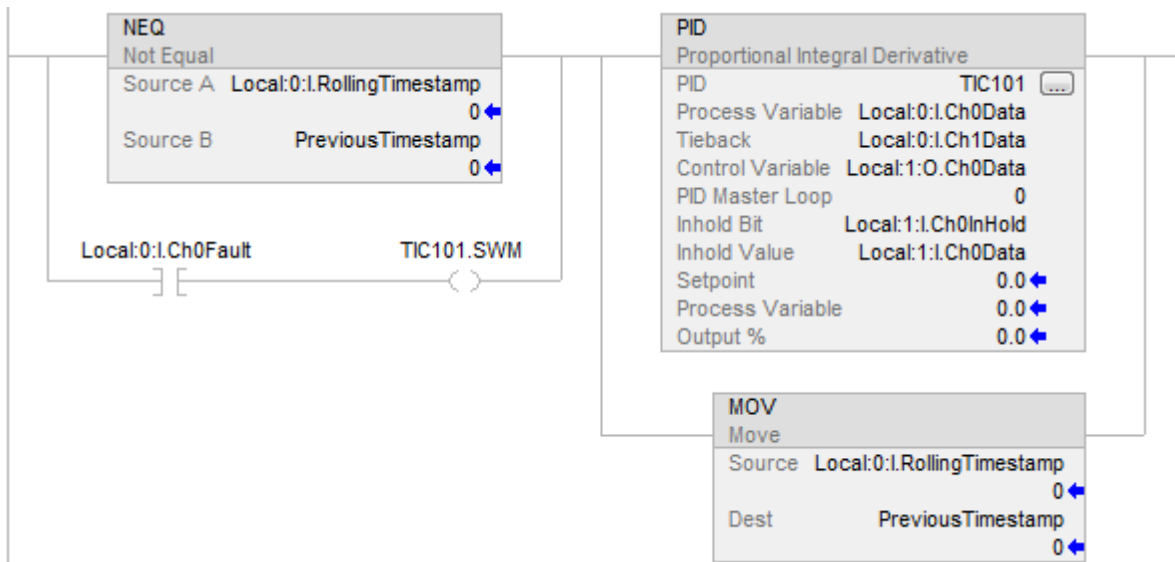 NEQ
Not Equal
Source A Local:0:I.RollingTimestamp
0
Source B PreviousTimestamp
0
Local:0:I.Ch0Fault TIC101.SWM
PID
Proportional Integral Derivative
PID TIC101 ...
Process Variable Local:0:I.Ch0Data
Tieback Local:0:I.Ch1Data
Control Variable Local:1:O.Ch0Data
PID Master Loop 0
Inhold Bit Local:1:I.Ch0InHold
Inhold Value Local:1:I.Ch0Data
Setpoint 0.0
Process Variable 0.0
Output % 0.0
MOV
Move
Source Local:0:I.RollingTimestamp
0
Dest PreviousTimestamp
0